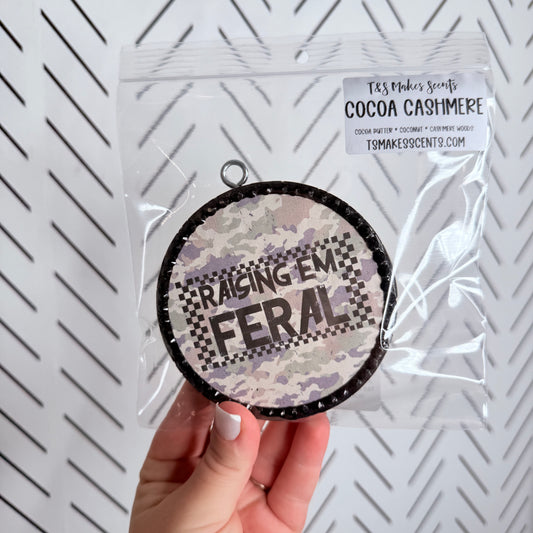 T&S Makes Scents
COCOA CASHMERE
COCOA BUTTER * COCONUT * CASHMERE WOODS
TSMAKESSCENTS.COM
RAISING EM
FERAL